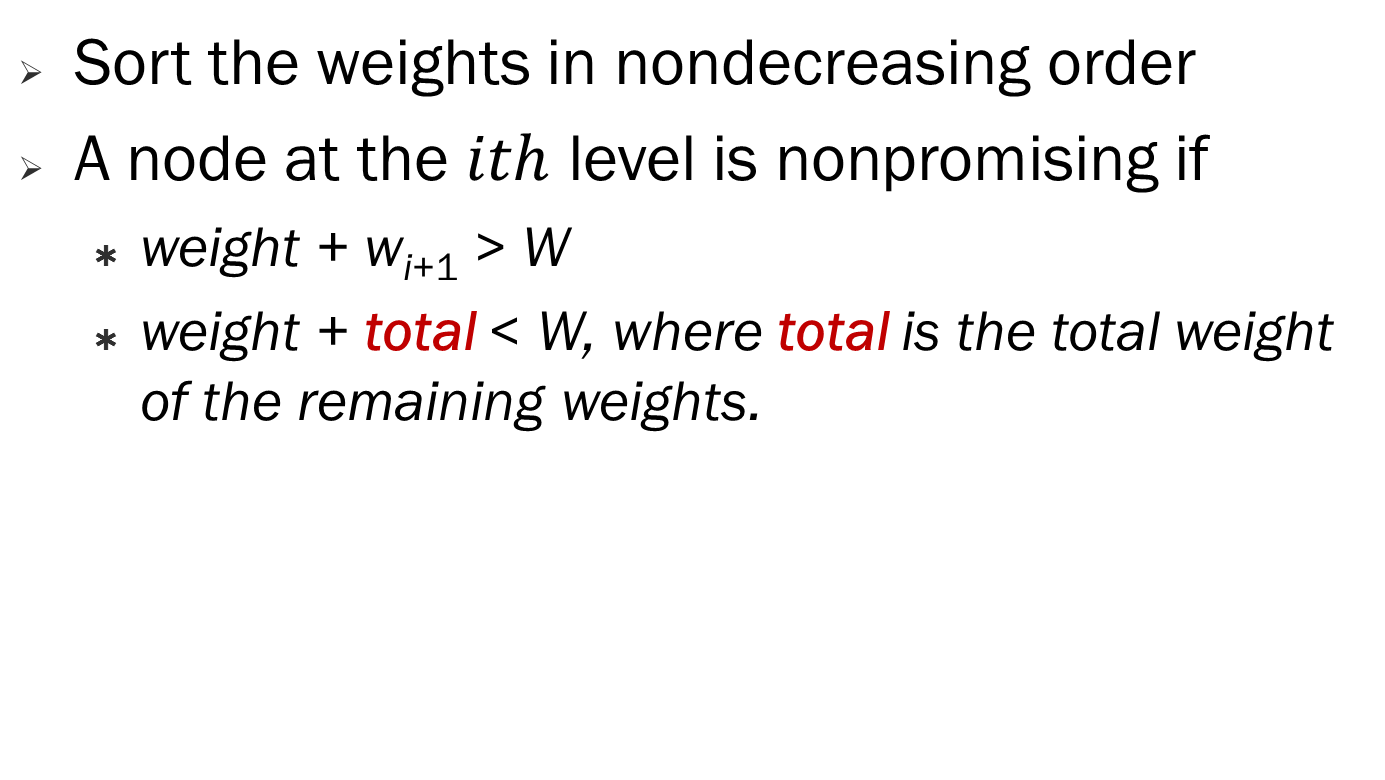 ➢ Sort the weights in nondecreasing order
➢ A node at the 𝑖𝑡ℎ level is nonpromising if
* weight + wᵢ₊₁ > W
* weight + total < W, where total is the total weight
of the remaining weights.